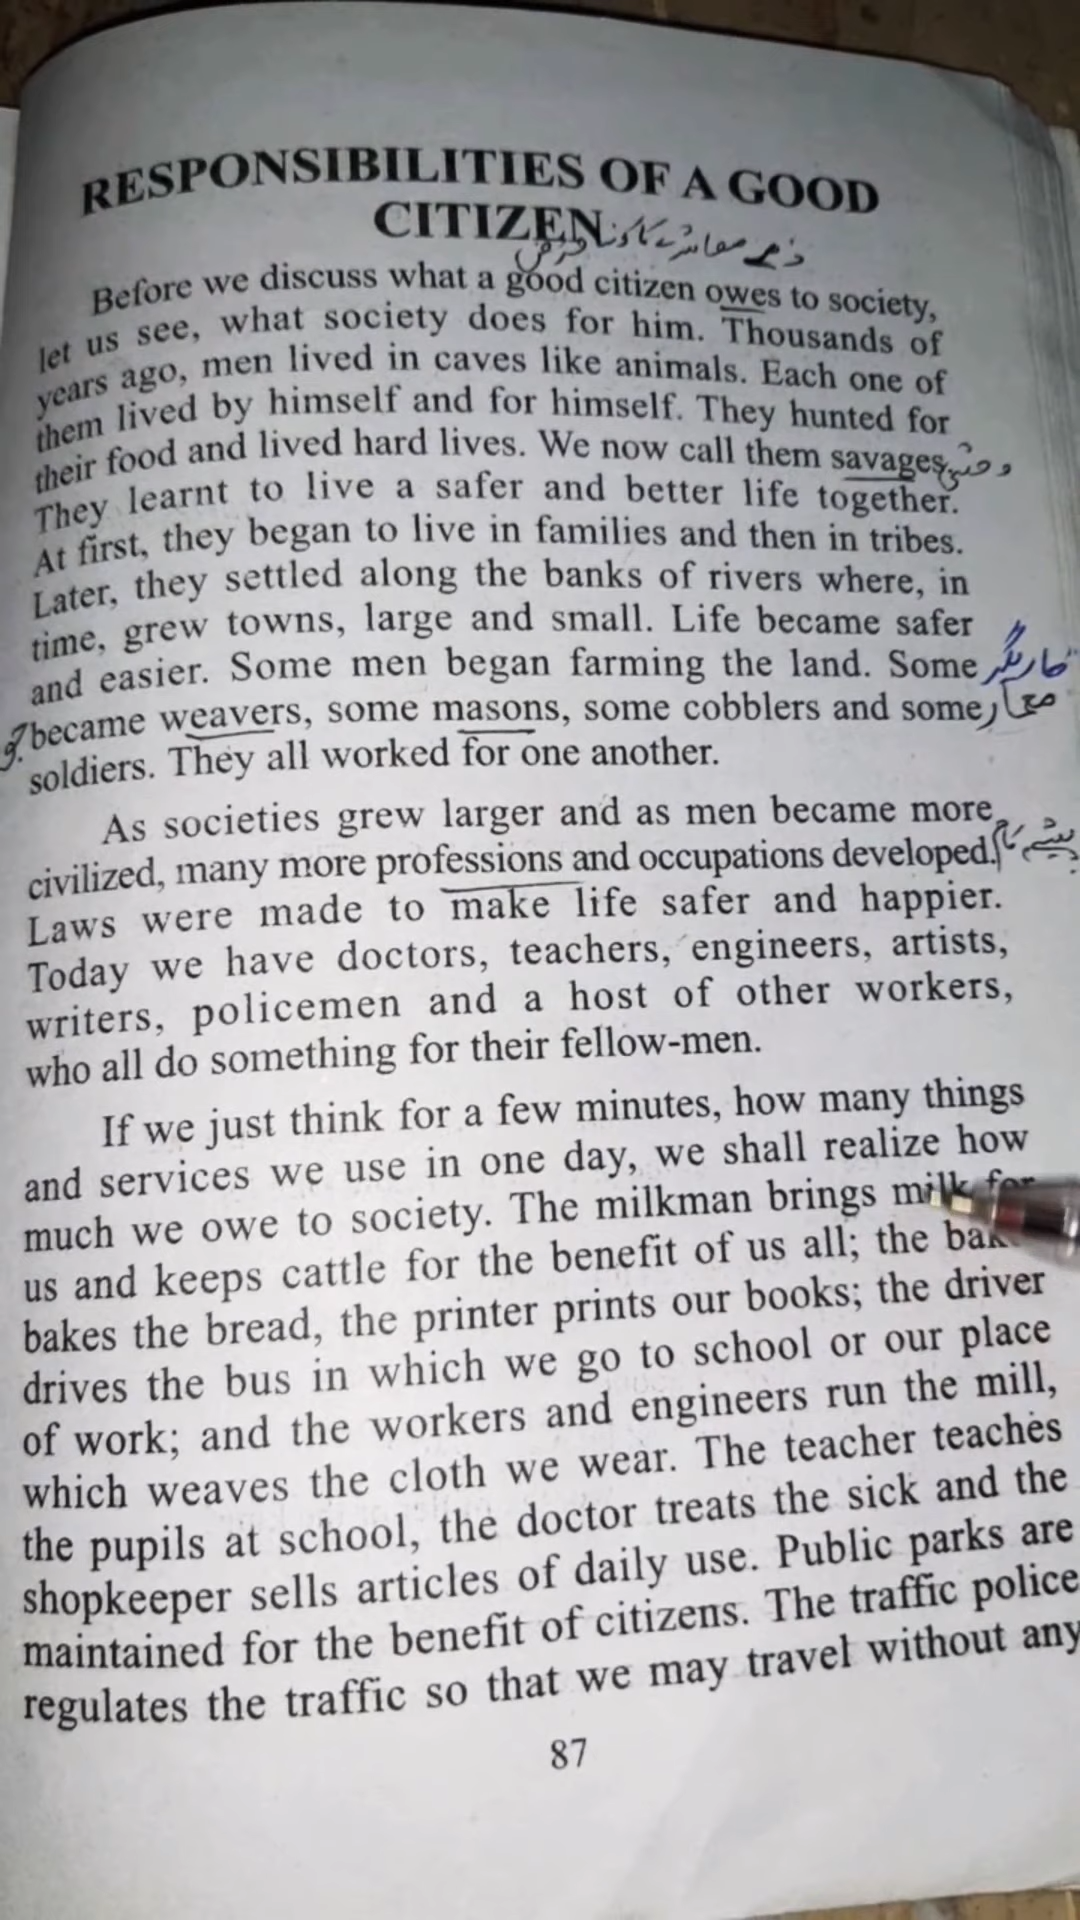 RESPONSIBILITIES OF A GOOD
CITIZEN
Before we discuss what a good citizen owes to society,
let us see, what society does for him. Thousands of
years ago, men lived in caves like animals. Each one of
them lived by himself and for himself. They hunted for
their food and lived hard lives. We now call them savages. وحشی
They learnt to live a safer and better life together.
At first, they began to live in families and then in tribes.
Later, they settled along the banks of rivers where, in
time, grew towns, large and small. Life became safer
and easier. Some men began farming the land. Some
became weavers, some masons, some cobblers and some معمار
soldiers. They all worked for one another.
As societies grew larger and as men became more
civilized, many more professions and occupations developed.
Laws were made to make life safer and happier.
Today we have doctors, teachers, engineers, artists,
writers, policemen and a host of other workers,
who all do something for their fellow-men.
If we just think for a few minutes, how many things
and services we use in one day, we shall realize how
much we owe to society. The milkman brings milk for
us and keeps cattle for the benefit of us all; the
bakes the bread, the printer prints our books; the driver
drives the bus in which we go to school or our place
of work; and the workers and engineers run the mill,
which weaves the cloth we wear. The teacher teaches
the pupils at school, the doctor treats the sick and the
shopkeeper sells articles of daily use. Public parks are
maintained for the benefit of citizens. The traffic police
regulates the traffic so that we may travel without any
87